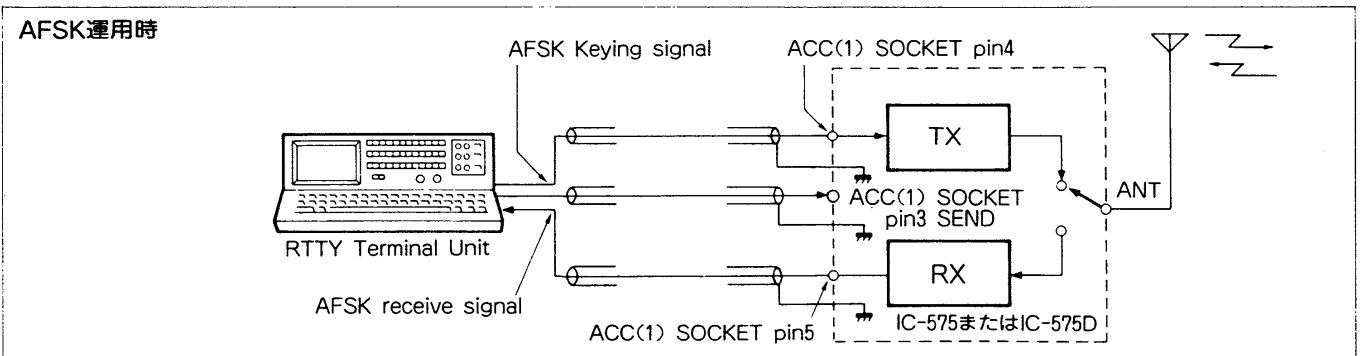 AFSK運用時
AFSK Keying signal
ACC(1) SOCKET pin4
TX
ANT
ACC(1) SOCKET
pin3 SEND
RTTY Terminal Unit
RX
AFSK receive signal
IC-575またはIC-575D
ACC(1) SOCKET pin5